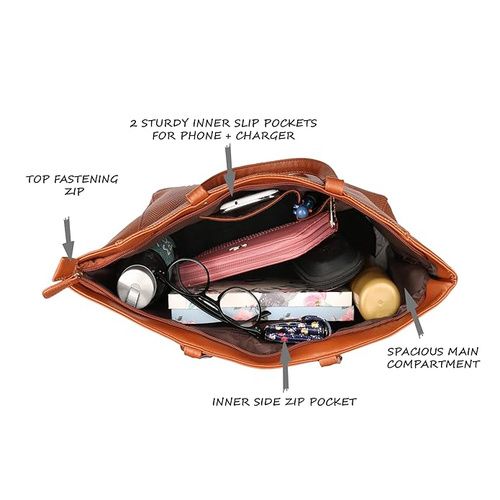 2 STURDY INNER SLIP POCKETS
FOR PHONE + CHARGER
TOP FASTENING
ZIP
SPACIOUS MAIN
COMPARTMENT
INNER SIDE ZIP POCKET